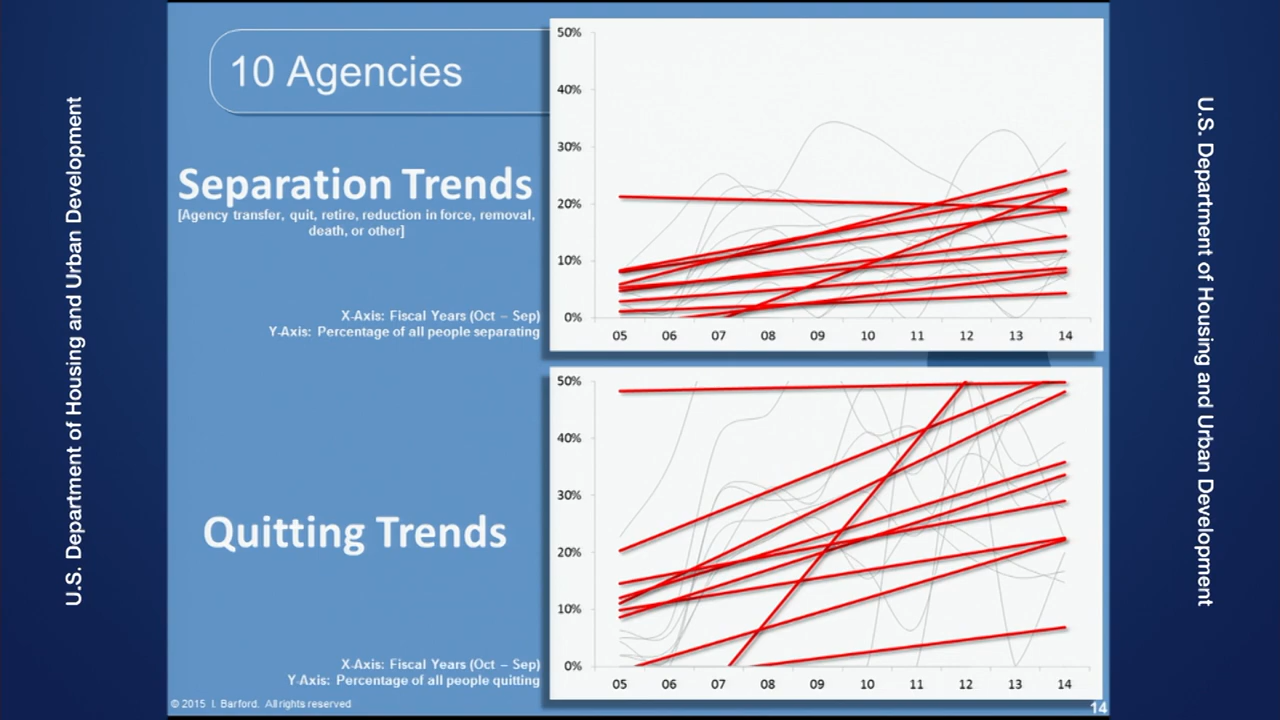 U.S. Department of Housing and Urban Development
10 Agencies
Separation Trends
[Agency transfer, quit, retire, reduction in force, removal,
death, or other]
X-Axis: Fiscal Years (Oct – Sep)
Y-Axis: Percentage of all people separating
50%
40%
30%
20%
10%
0%
05 06 07 08 09 10 11 12 13 14
Quitting Trends
X-Axis: Fiscal Years (Oct – Sep)
Y-Axis: Percentage of all people quitting
50%
40%
30%
20%
10%
0%
05 06 07 08 09 10 11 12 13 14
© 2015 I. Barford. All rights reserved
14
U.S. Department of Housing and Urban Development